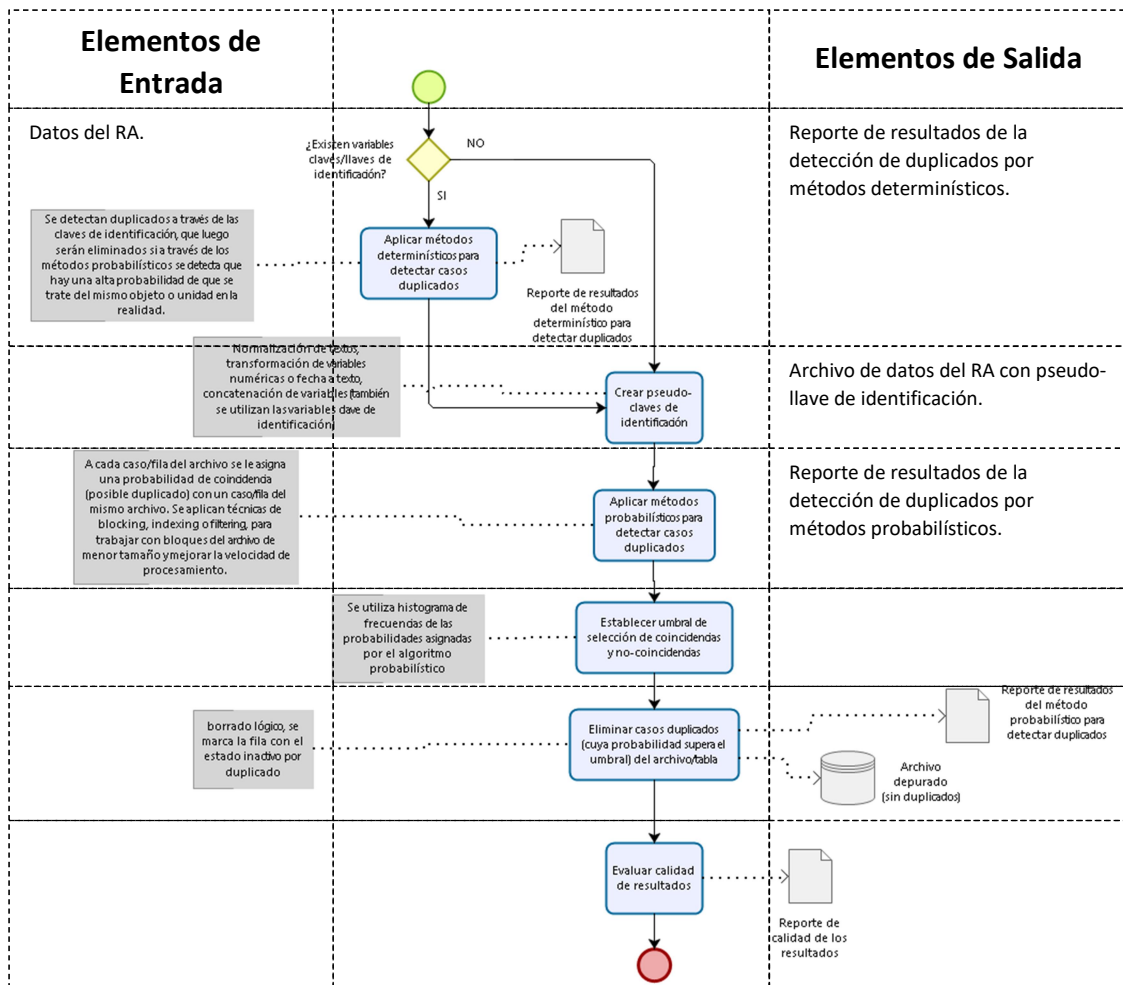 Elementos de
Entrada
Elementos de Salida
Datos del RA.
¿Existen variables
claves/llaves de
identificación?
NO
SI
Reporte de resultados de la
detección de duplicados por
métodos determinísticos.
Se detectan duplicados a través de las
claves de identificación, que luego
serán eliminados si a través de los
métodos probabilísticos se detecta que
hay una alta probabilidad de que se
trate del mismo objeto o unidad en la
realidad.
Aplicar métodos
determinísticos para
detectar casos
duplicados
Reporte de resultados
del método
determinístico para
detectar duplicados
Normalización de textos,
transformación de variables
numéricas o fecha a texto,
concatenación de variables (también
se utilizan las variables clave de
identificación)
Crear pseudo-
claves de
identificación
Archivo de datos del RA con pseudo-
llave de identificación.
A cada caso/fila del archivo se le asigna
una probabilidad de coincidencia
(posible duplicado) con un caso/fila del
mismo archivo. Se aplican técnicas de
blocking, indexing o filtering, para
trabajar con bloques del archivo de
menor tamaño y mejorar la velocidad de
procesamiento.
Aplicar métodos
probabilísticos para
detectar casos
duplicados
Reporte de resultados de la
detección de duplicados por
métodos probabilísticos.
Se utiliza histograma de
frecuencias de las
probabilidades asignadas
por el algoritmo
probabilístico
Establecer umbral de
selección de coincidencias
y no-coincidencias
borrado lógico, se
marca la fila con el
estado inactivo por
duplicado
Eliminar casos duplicados
(cuya probabilidad supera el
umbral) del archivo/tabla
Reporte de resultados
del método
probabilístico para
detectar duplicados
Archivo
depurado
(sin duplicados)
Evaluar calidad
de resultados
Reporte de
calidad de los
resultados